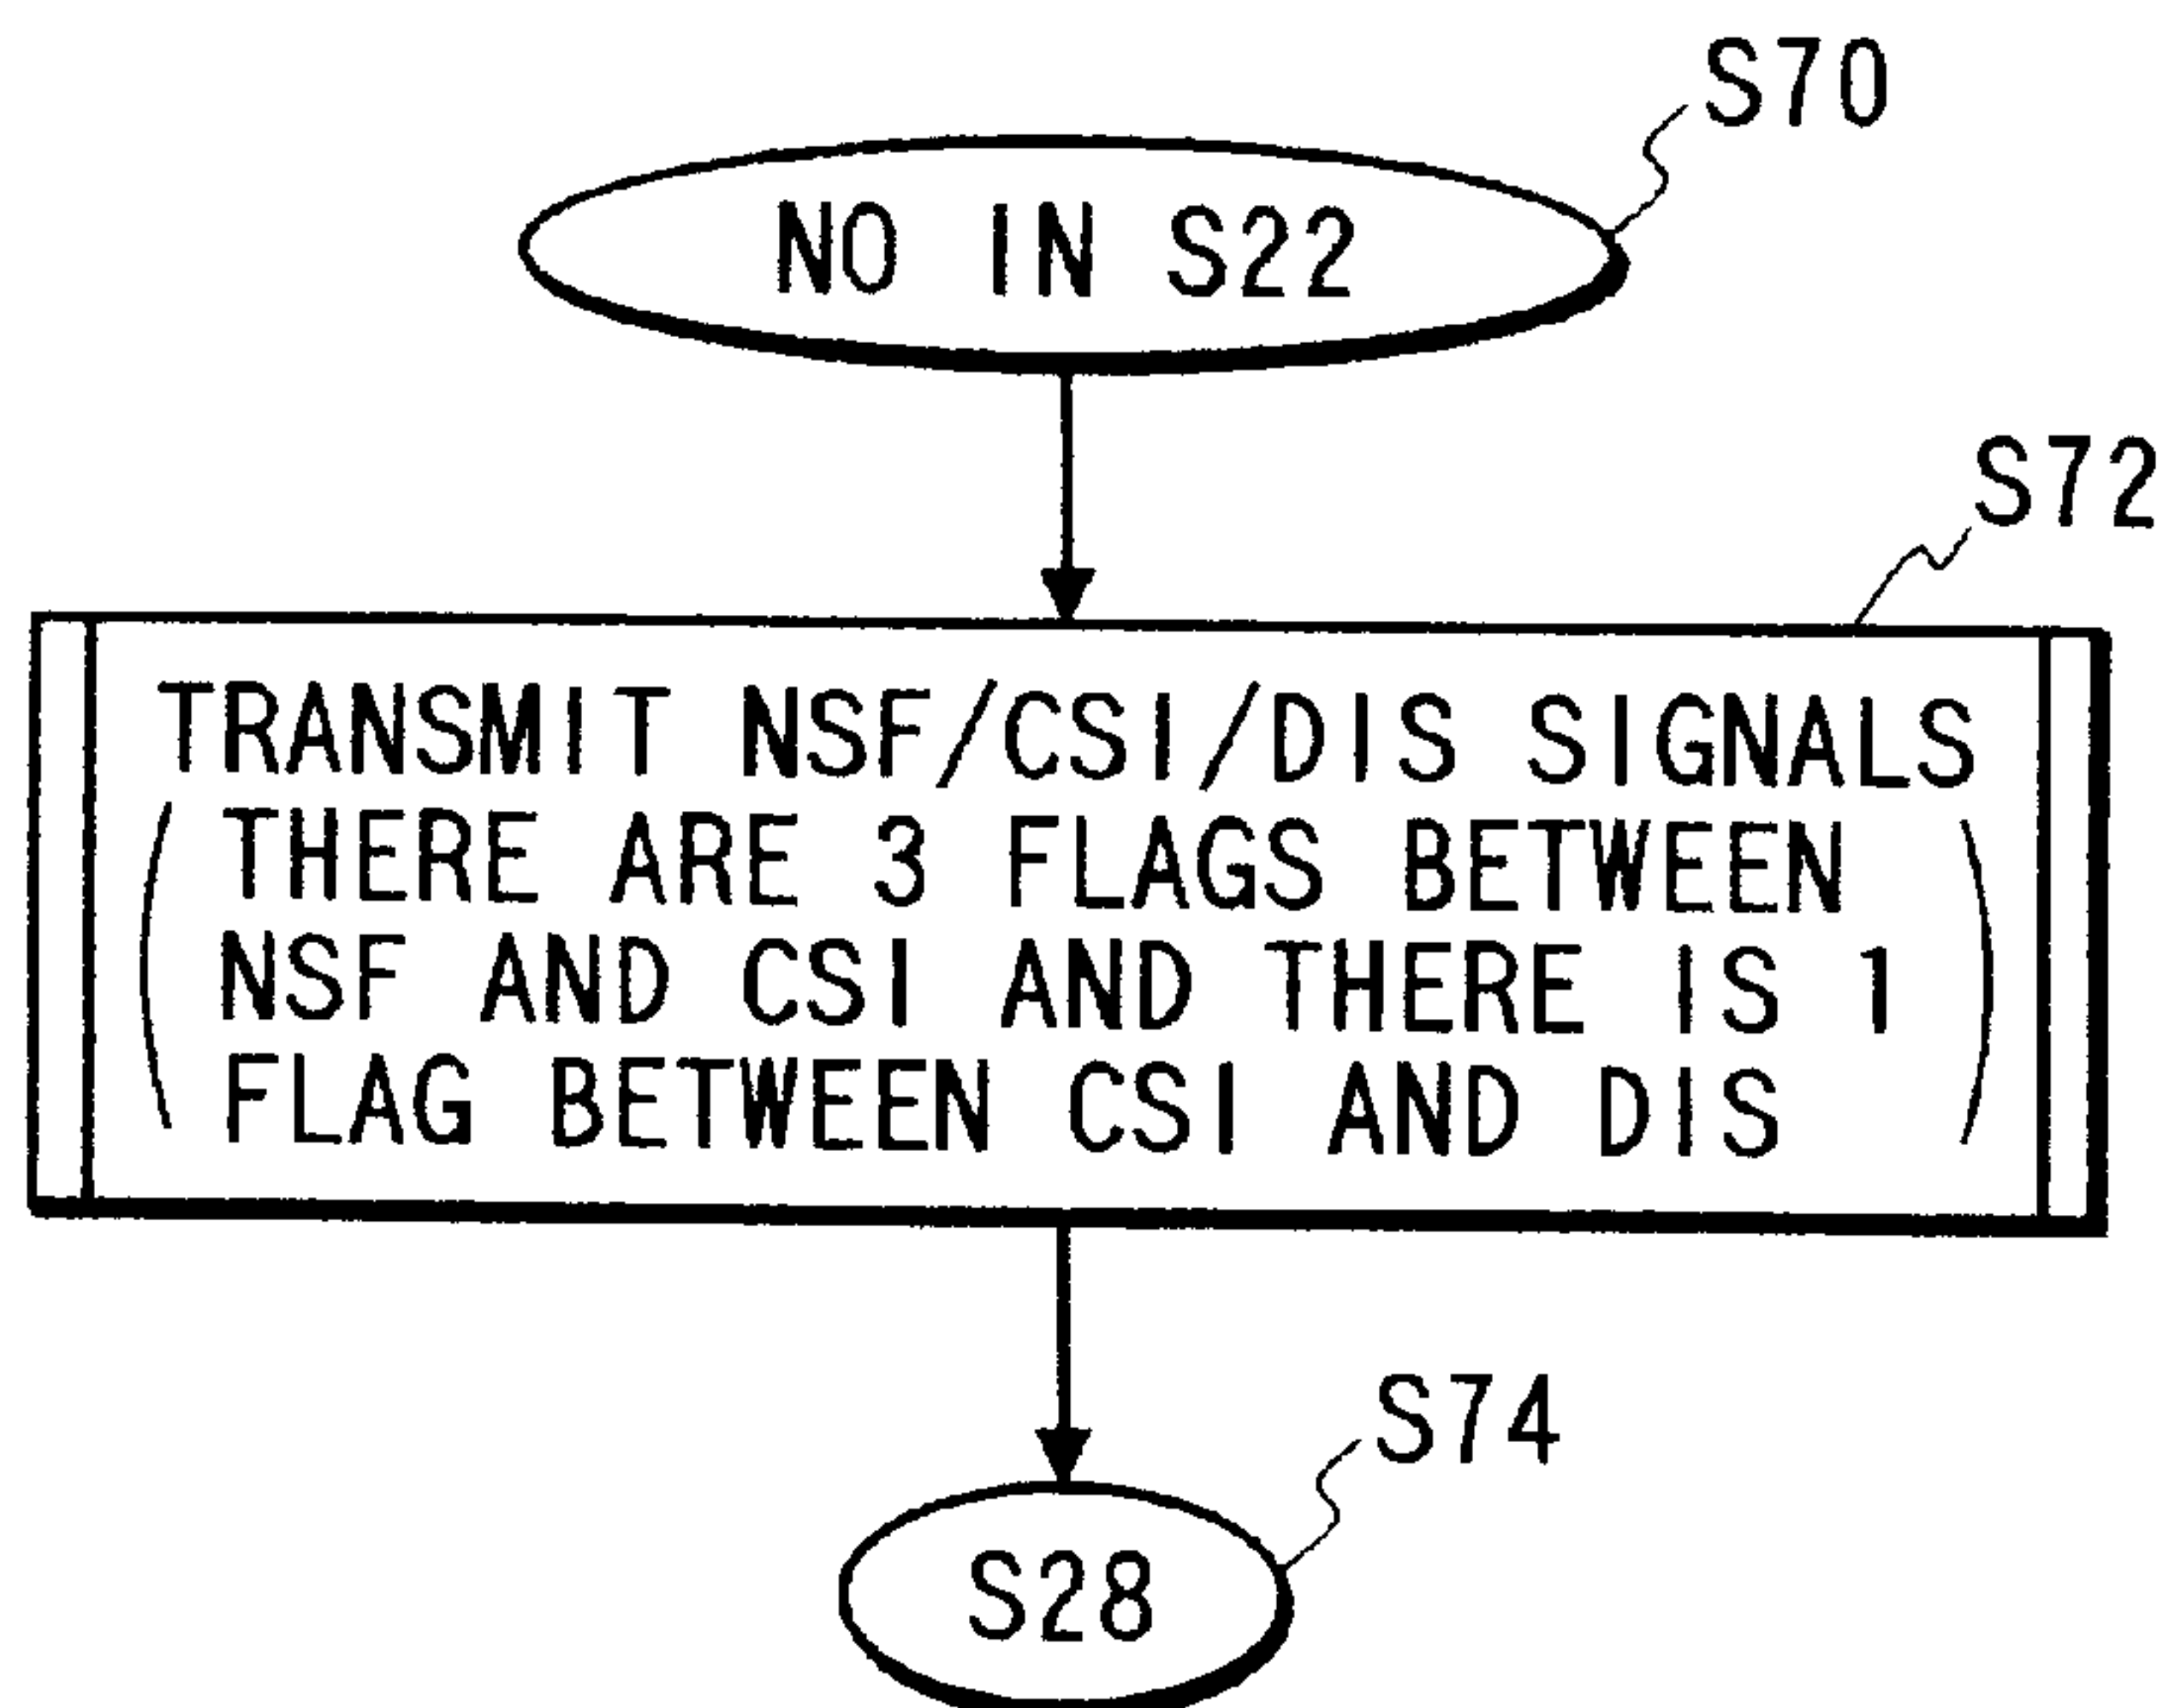 S70
NO IN S22
S72
TRANSMIT NSF/CSI/DIS SIGNALS
( THERE ARE 3 FLAGS BETWEEN
NSF AND CSI AND THERE IS 1
FLAG BETWEEN CSI AND DIS )
S74
S28